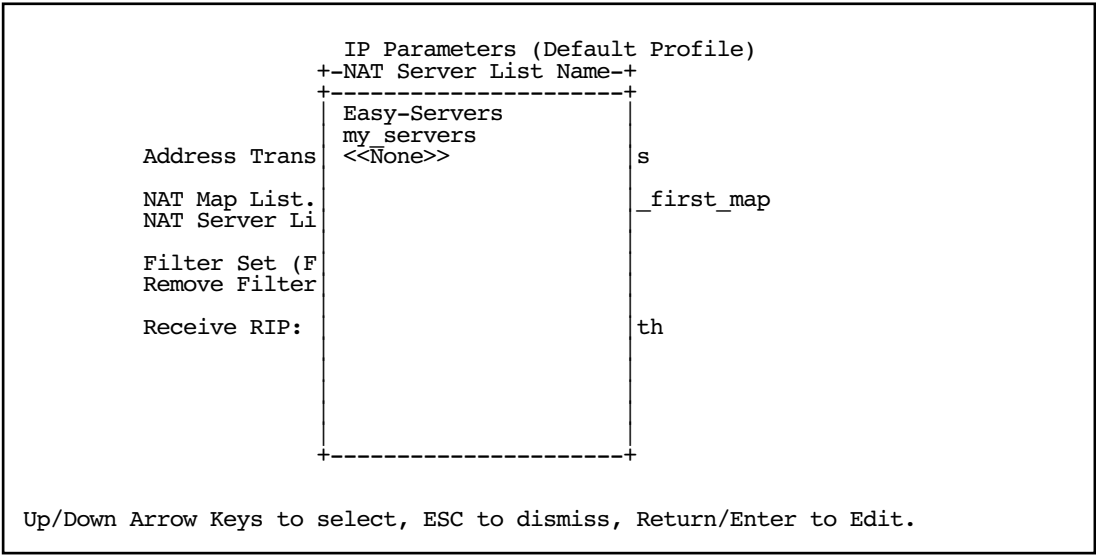 IP Parameters (Default Profile)
+-NAT Server List Name-+
+----------------------+
Easy-Servers
my_servers
Address Trans| <<None>> |s
NAT Map List. _first_map
NAT Server Li
Filter Set (F
Remove Filter
Receive RIP: |th
+----------------------+
Up/Down Arrow Keys to select, ESC to dismiss, Return/Enter to Edit.